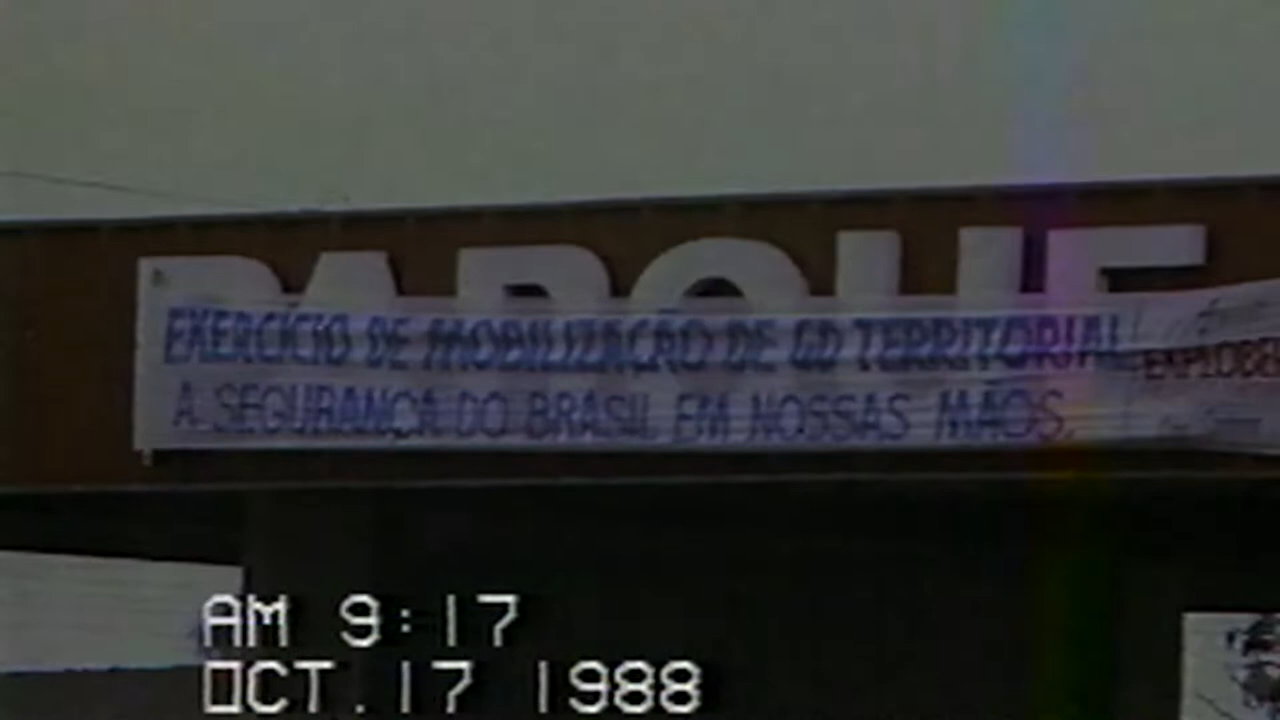 PARQUE
EXERCÍCIO DE MOBILIZAÇÃO DE GD TERRITORIAL
A SEGURANÇA DO BRASIL EM NOSSAS MÃOS.
AM 9:17
OCT.17 1988